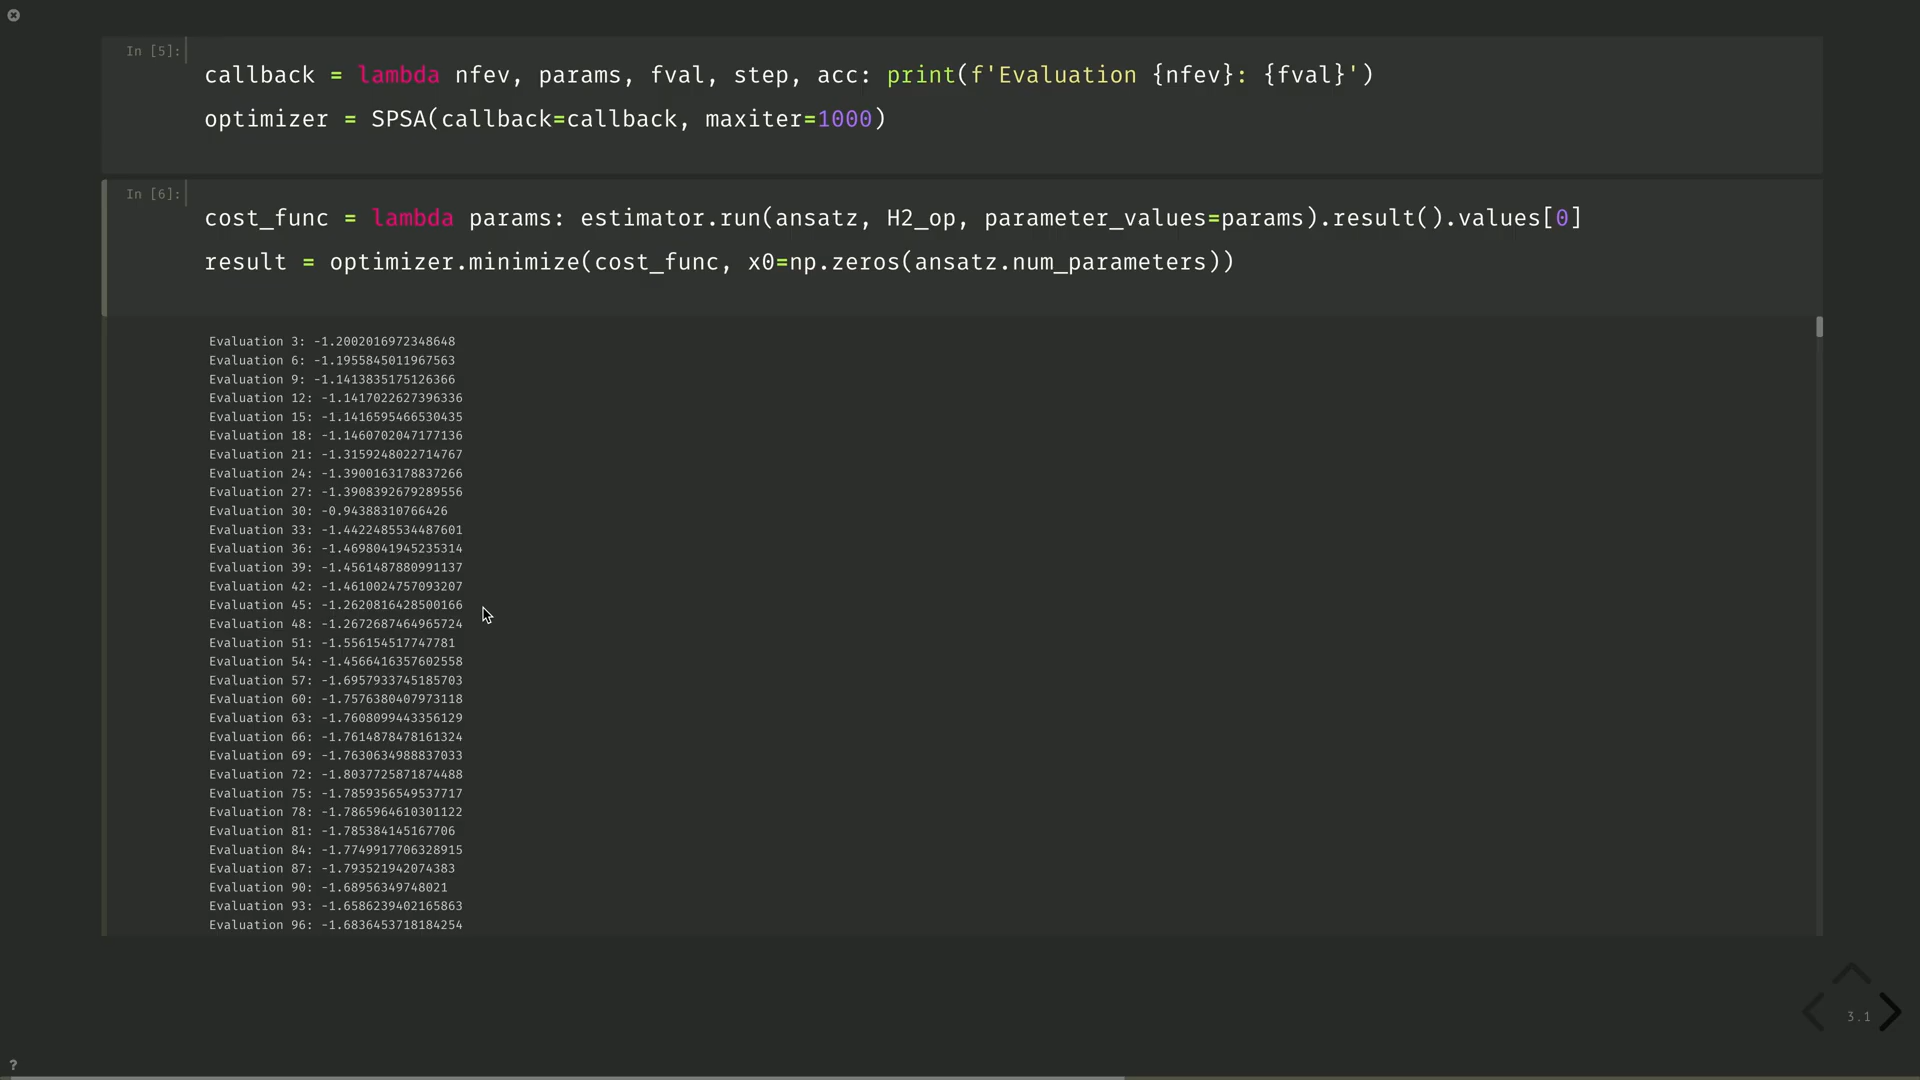 In [5]:
callback = lambda nfev, params, fval, step, acc: print(f'Evaluation {nfev}: {fval}')
optimizer = SPSA(callback=callback, maxiter=1000)
In [6]:
cost_func = lambda params: estimator.run(ansatz, H2_op, parameter_values=params).result().values[0]
result = optimizer.minimize(cost_func, x0=np.zeros(ansatz.num_parameters))
Evaluation 3: -1.2002016972348648
Evaluation 6: -1.1955845011967563
Evaluation 9: -1.1413835175126366
Evaluation 12: -1.1417022627396336
Evaluation 15: -1.1416595466530435
Evaluation 18: -1.1460702047177136
Evaluation 21: -1.3159248022714767
Evaluation 24: -1.3900163178837266
Evaluation 27: -1.3908392679289556
Evaluation 30: -0.94388310766426
Evaluation 33: -1.4422485534487601
Evaluation 36: -1.4698041945235314
Evaluation 39: -1.4561487880991137
Evaluation 42: -1.4610024757093207
Evaluation 45: -1.2620816428500166
Evaluation 48: -1.2672687464965724
Evaluation 51: -1.556154517747781
Evaluation 54: -1.4566416357602558
Evaluation 57: -1.6957933745185703
Evaluation 60: -1.7576380407973118
Evaluation 63: -1.7608099443356129
Evaluation 66: -1.7614878478161324
Evaluation 69: -1.7630634988837033
Evaluation 72: -1.8037725871874488
Evaluation 75: -1.7859356549537717
Evaluation 78: -1.7865964610301122
Evaluation 81: -1.785384145167706
Evaluation 84: -1.7749917706328915
Evaluation 87: -1.793521942074383
Evaluation 90: -1.68956349748021
Evaluation 93: -1.6586239402165863
Evaluation 96: -1.6836453718184254
3.1
?